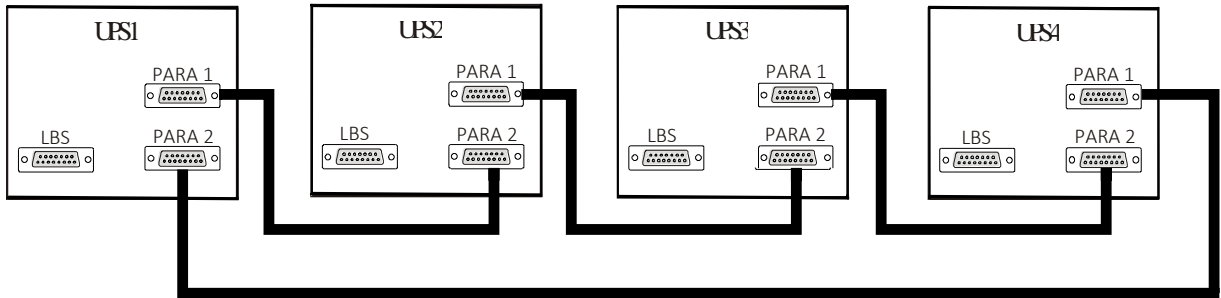 UPS1
UPS2
UPS3
UPS4
PARA 1
PARA 1
PARA 1
PARA 1
LBS
PARA 2
LBS
PARA 2
LBS
PARA 2
LBS
PARA 2